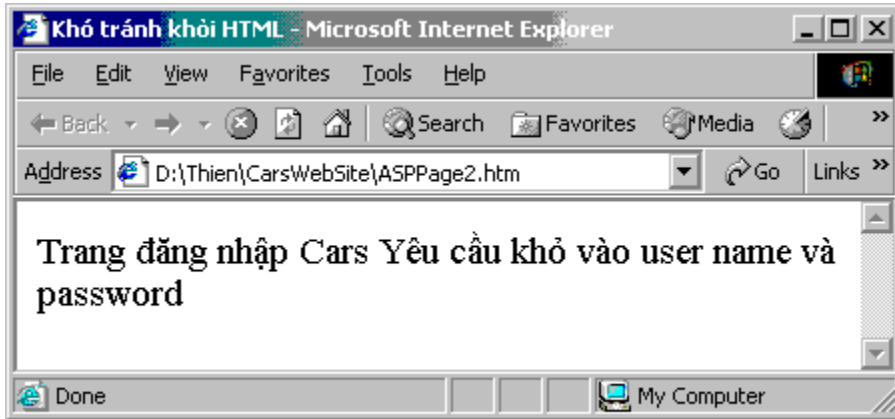 Khó tránh khỏi HTML - Microsoft Internet Explorer
File Edit View Favorites Tools Help
Back Search Favorites Media »
Address D:\Thien\CarsWebSite\ASPPage2.htm Go Links »
Trang đăng nhập Cars Yêu cầu khỏ vào user name và
password
Done My Computer